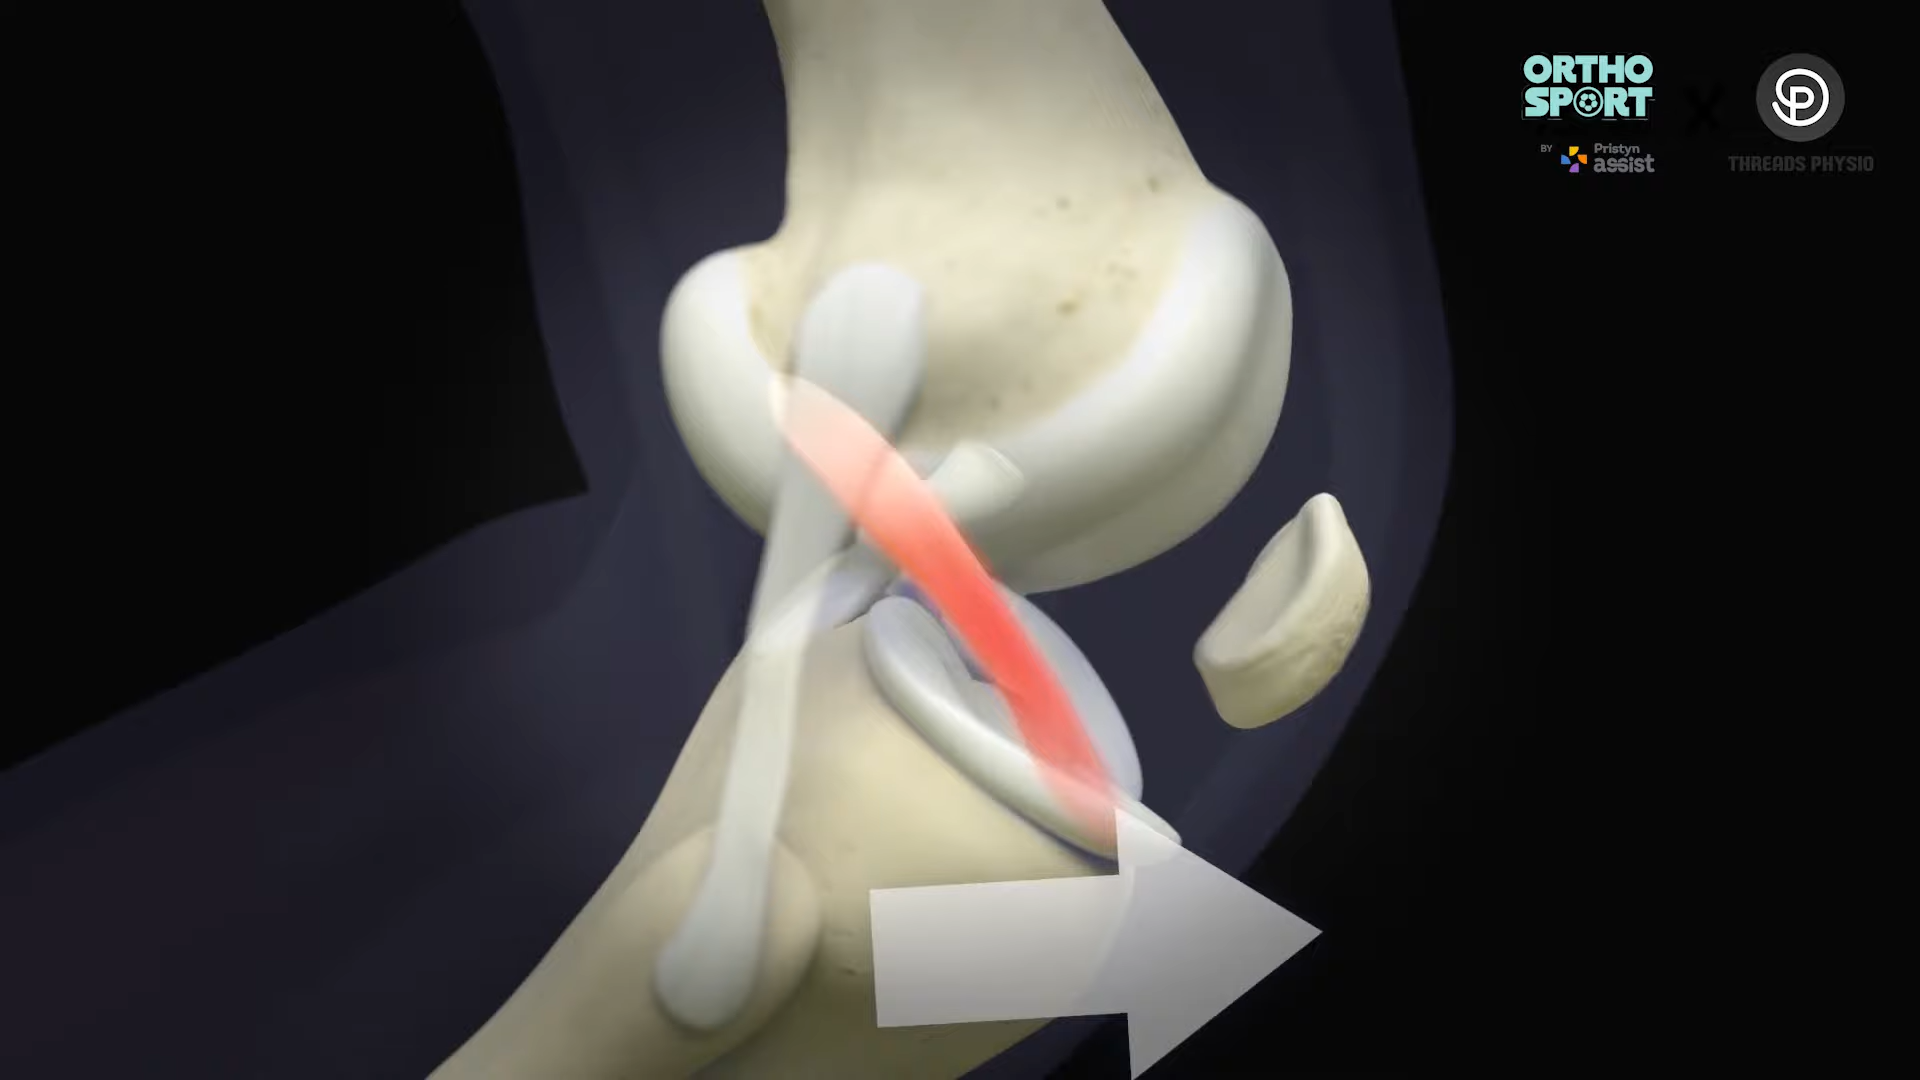 ORTHO
SPORT
BY Pristyn
assist
X
THREADS PHYSIO